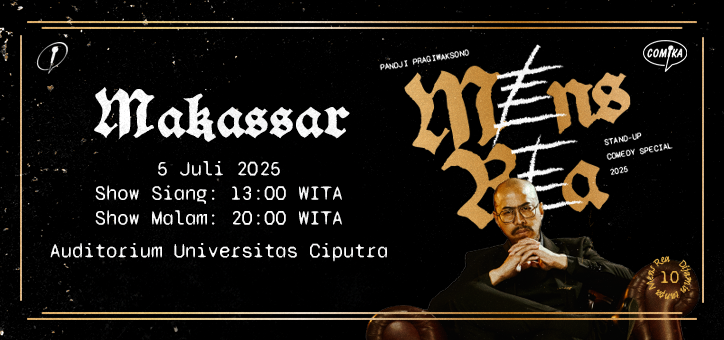 PANDJI PRAGIWAKSONO
COMIKA
Mens
Rea
STAND-UP
COMEDY SPECIAL
2025
Makassar
5 Juli 2025
Show Siang: 13:00 WITA
Show Malam: 20:00 WITA
Auditorium Universitas Ciputra
10